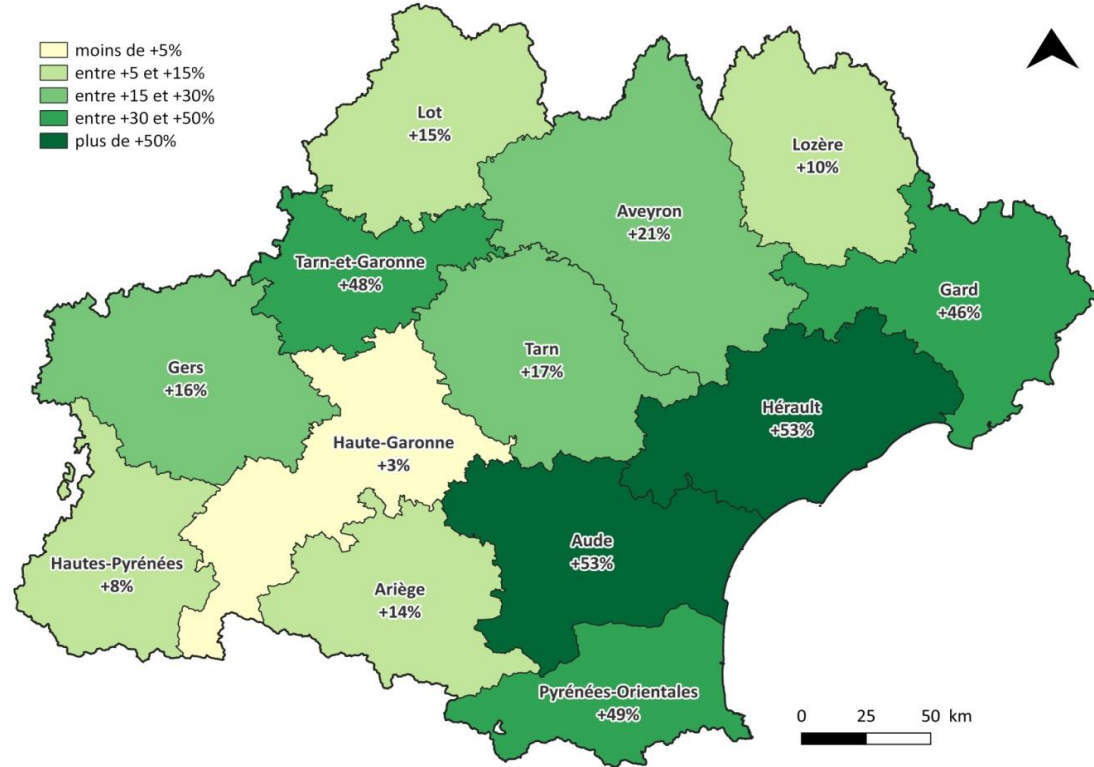 moins de +5%
entre +5 et +15%
entre +15 et +30%
entre +30 et +50%
plus de +50%
Lot
+15%
Lozère
+10%
Aveyron
+21%
Tarn-et-Garonne
+48%
Gard
+46%
Gers
+16%
Tarn
+17%
Hérault
+53%
Haute-Garonne
+3%
Hautes-Pyrénées
+8%
Ariège
+14%
Aude
+53%
Pyrénées-Orientales
+49%
0 25 50 km